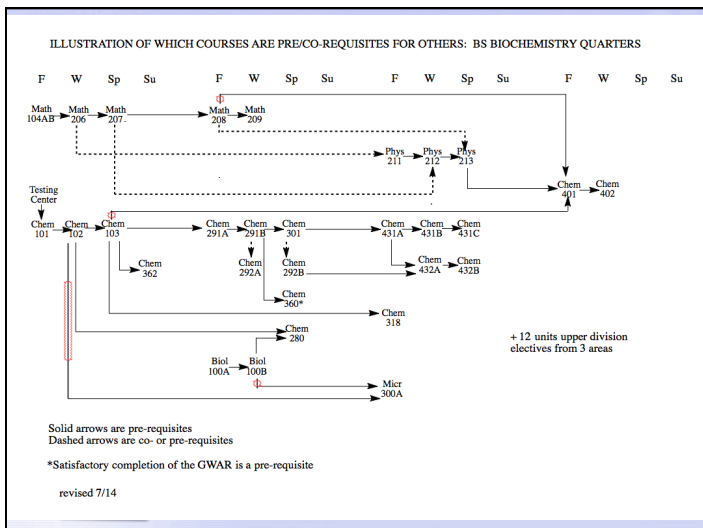 ILLUSTRATION OF WHICH COURSES ARE PRE/CO-REQUISITES FOR OTHERS: BS BIOCHEMISTRY QUARTERS
F W Sp Su F W Sp Su F W Sp Su F W Sp Su
Math Math Math Math Math
104AB 206 207 208 209
Phys Phys Phys
211 212 213
Chem Chem
401 402
Testing
Center
Chem Chem Chem Chem Chem Chem Chem Chem Chem
101 102 103 291A 291B 301 431A 431B 431C
Chem Chem Chem Chem Chem
362 292A 292B 432A 432B
Chem
360*
Chem
318
Chem
280
+ 12 units upper division
electives from 3 areas
Biol Biol
100A 100B
Micr
300A
Solid arrows are pre-requisites
Dashed arrows are co- or pre-requisites
*Satisfactory completion of the GWAR is a pre-requisite
revised 7/14